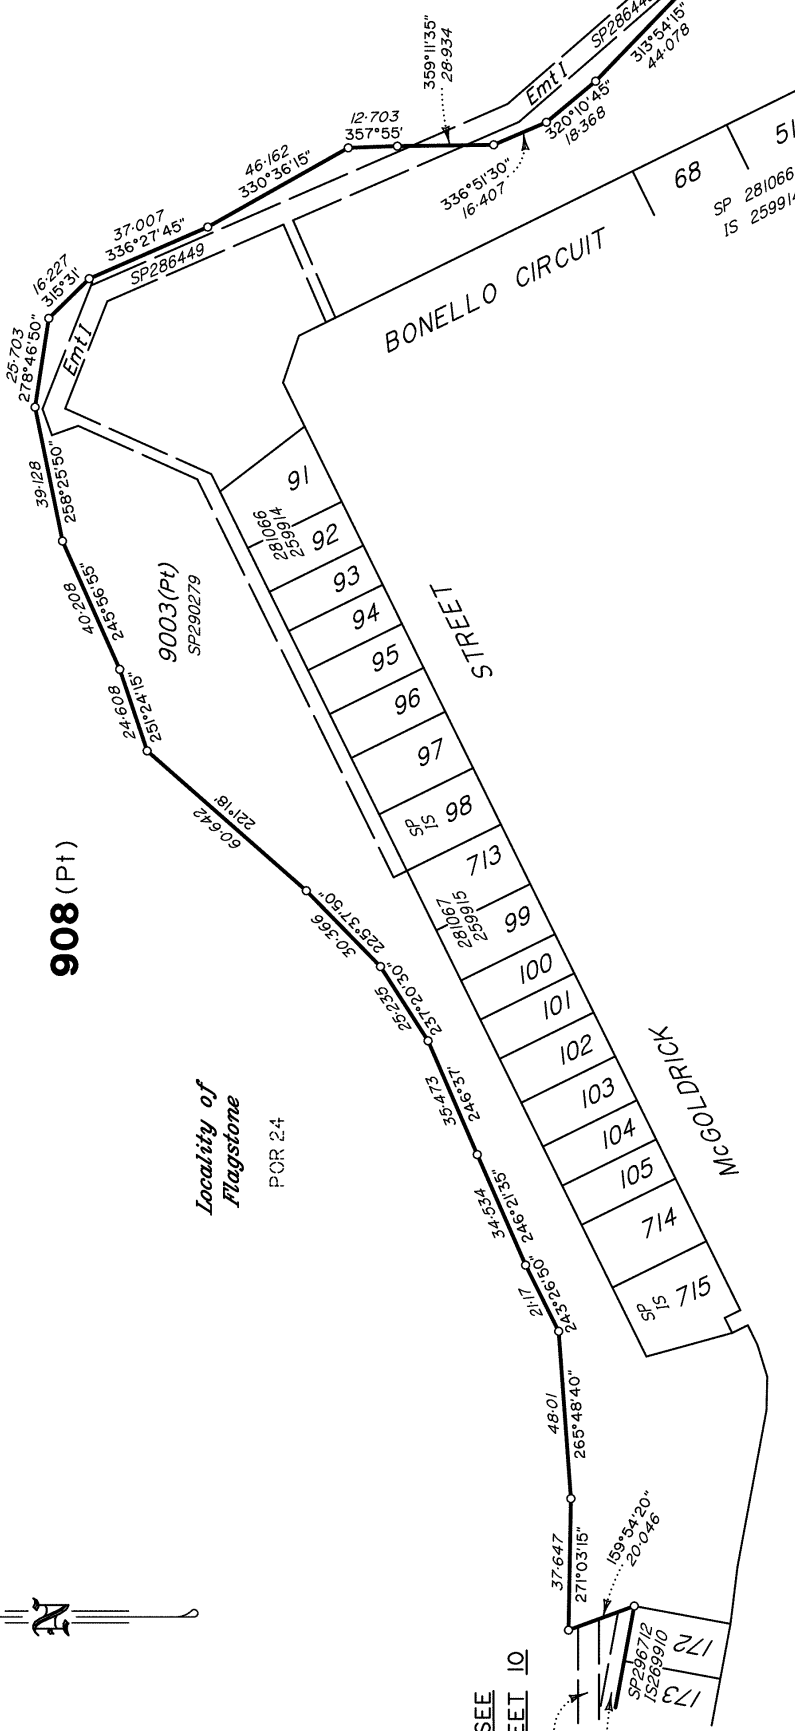 359°11'35"
28·934
SP286449
313°54'15"
44·078
Emt I
12·703
357°55'
320°10'45"
18·368
46·162
330°36'15"
336°51'30"
16·407
68
51
SP 281066
IS 259914
37·007
336°27'45"
SP286449
BONELLO CIRCUIT
16·227
315°31'
25·703
278°46'50"
Emt I
39·128
258°25'50"
91
281066
259914
92
93
40·208
245°56'55"
9003(Pt)
SP290279
94
STREET
95
24·608
251°24'15"
96
97
60·642
221°18'
SP
IS
98
713
908 (Pt)
30·366
225°37'50"
281067
259915
99
25·235
237°20'30"
100
101
35·473
246°37'
102
McGOLDRICK
103
Locality of
Flagstone
POR 24
104
105
34·534
246°21'35"
714
21·17
243°26'50"
SP
IS
715
48·01
265°48'40"
37·647
271°03'15"
159°54'20"
20·046
N
SP296712
IS269910
172
173
SEE
EET 10